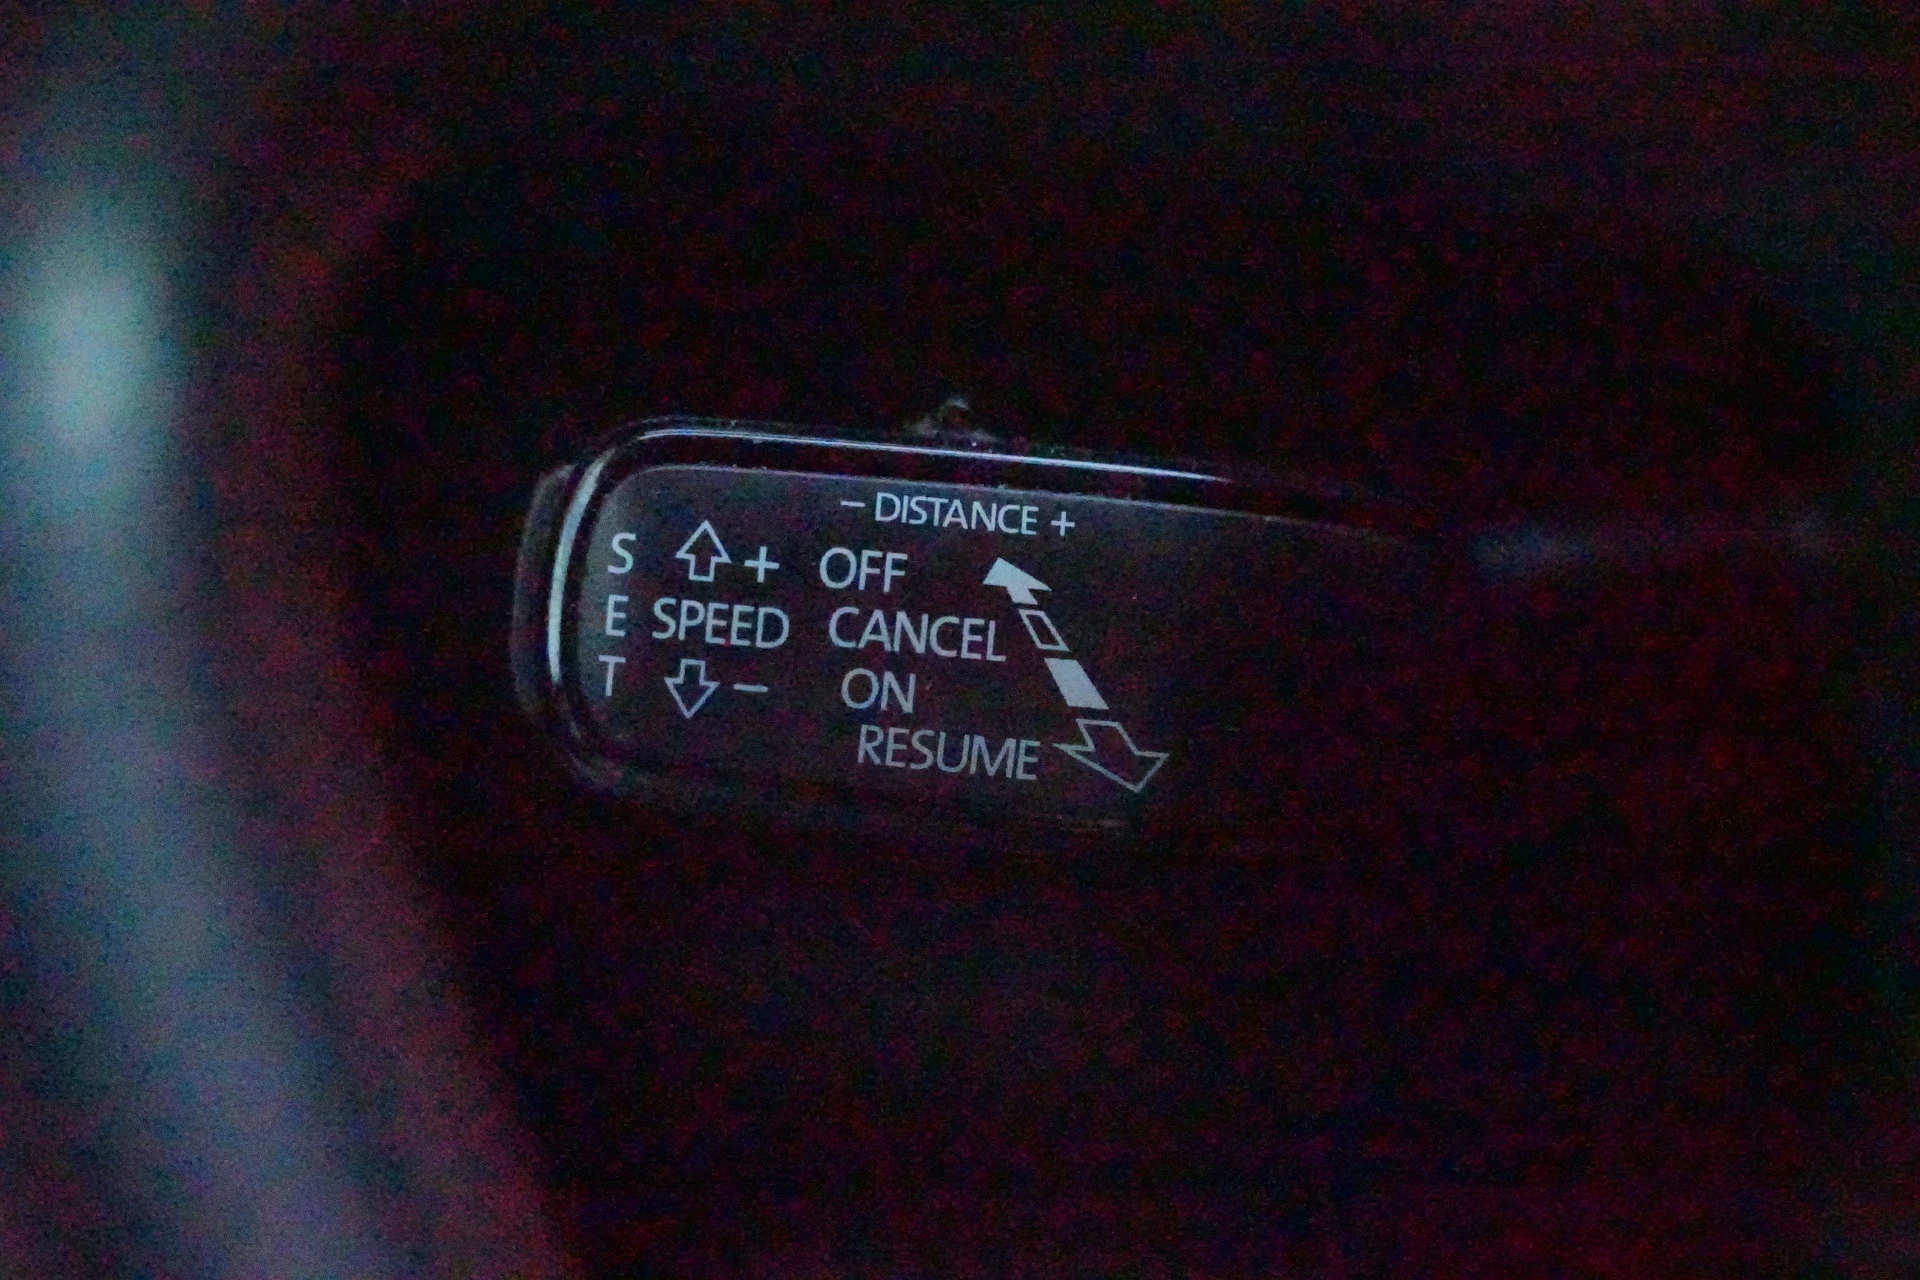 – DISTANCE +
S + OFF
E SPEED CANCEL
T – ON
RESUME